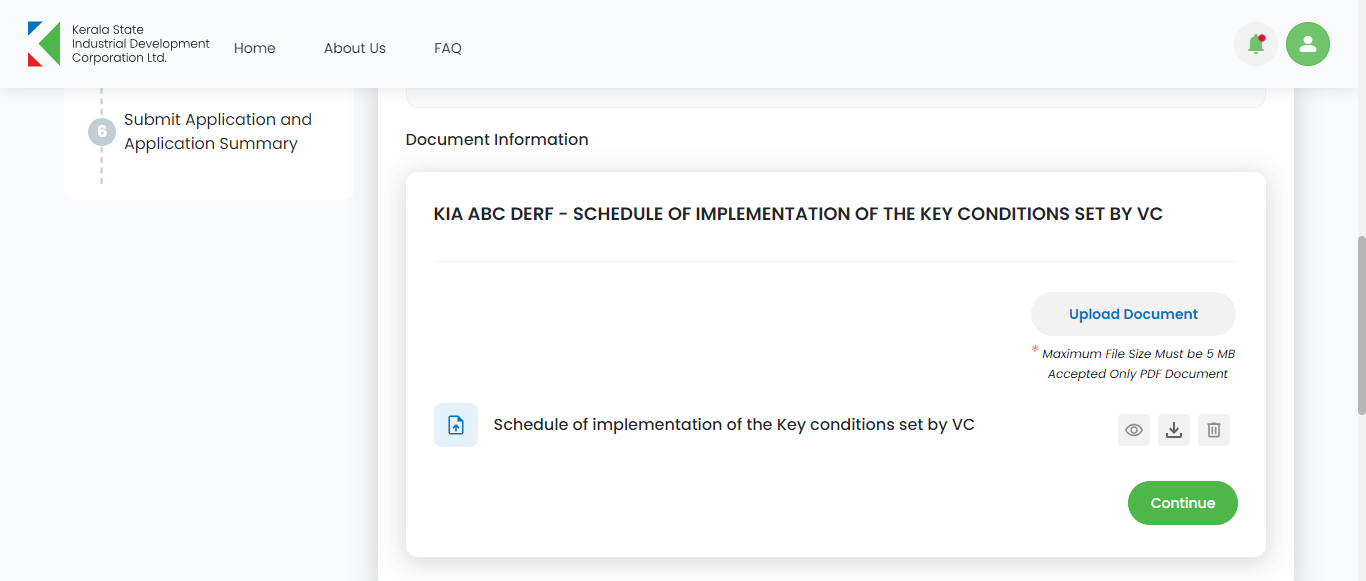 Kerala State
Industrial Development
Corporation Ltd.
Home
About Us
FAQ
6
Submit Application and
Application Summary
Document Information
KIA ABC DERF - SCHEDULE OF IMPLEMENTATION OF THE KEY CONDITIONS SET BY VC
Upload Document
* Maximum File Size Must be 5 MB
Accepted Only PDF Document
Schedule of implementation of the Key conditions set by VC
Continue